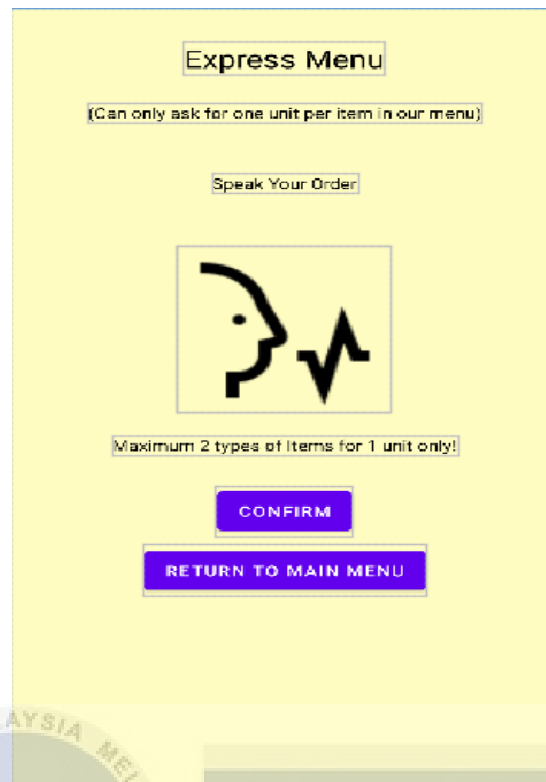 Express Menu
(Can only ask for one unit per item in our menu)
Speak Your Order
Maximum 2 types of Items for 1 unit only!
CONFIRM
RETURN TO MAIN MENU